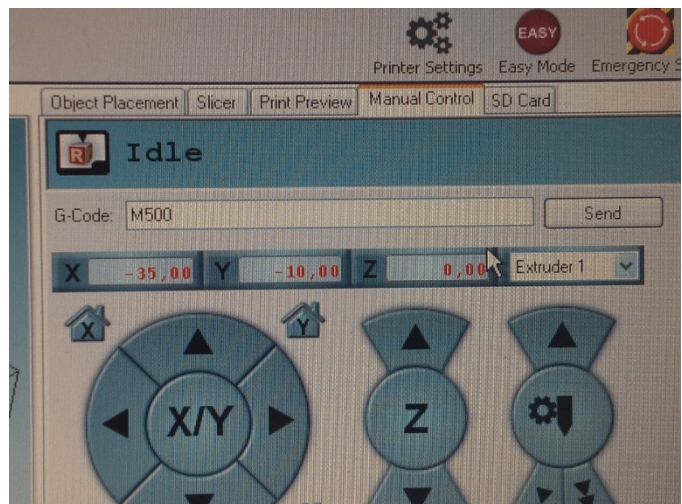 EASY
Printer Settings Easy Mode Emergency
Object Placement Slicer Print Preview Manual Control SD Card
R Idle
G-Code: M500 Send
X -35,00 Y -10,00 Z 0,00 Extruder 1
X Y
X/Y Z